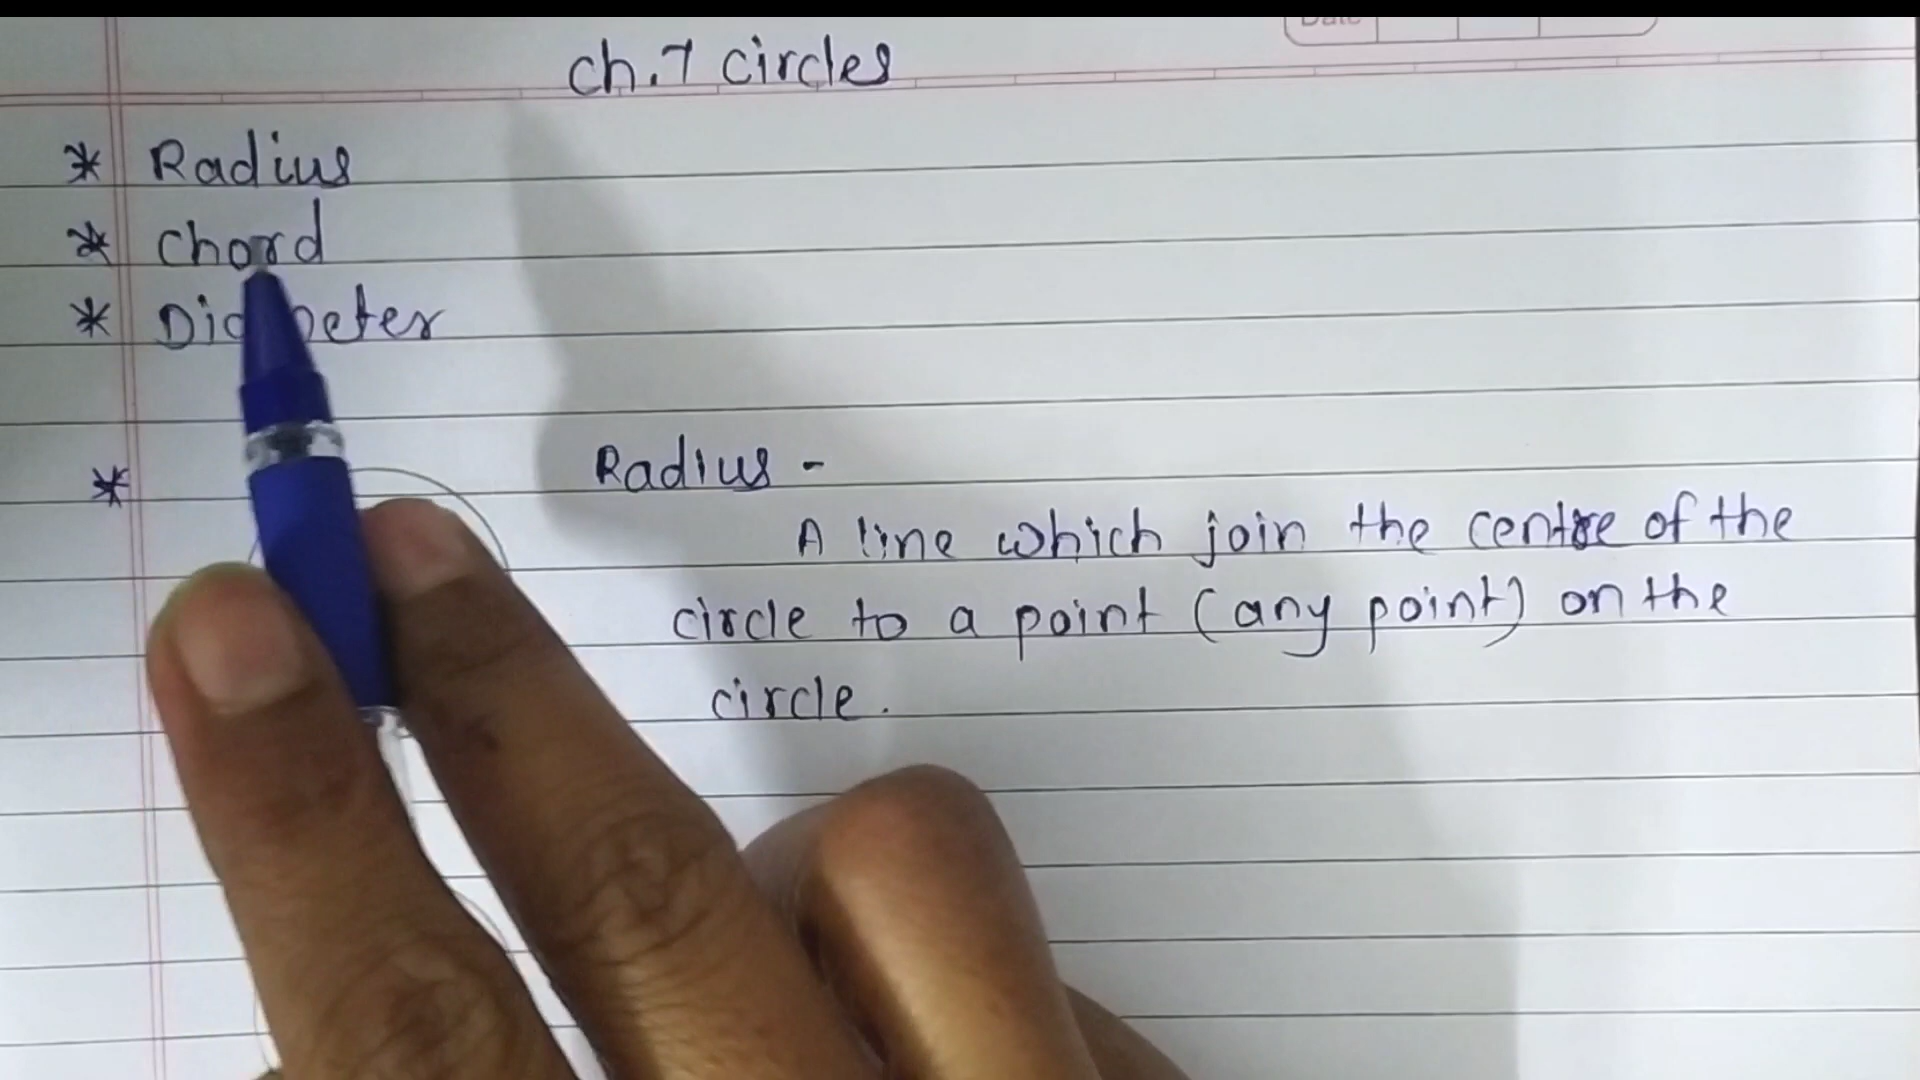 Date
Ch.7 circles
* Radius
* Chord
* Diameter
* Radius -
A line which join the centre of the
circle to a point (any point) on the
circle.